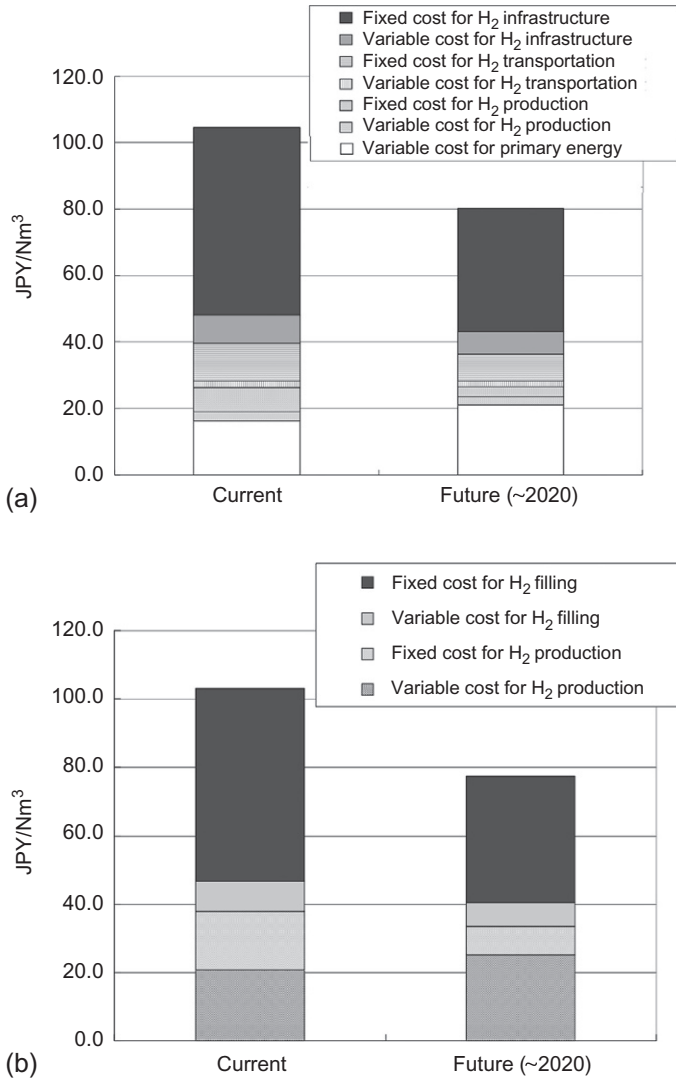 Fixed cost for H2 infrastructure
Variable cost for H2 infrastructure
Fixed cost for H2 transportation
Variable cost for H2 transportation
Fixed cost for H2 production
Variable cost for H2 production
Variable cost for primary energy
120.0
100.0
80.0
60.0
40.0
20.0
0.0
JPY/Nm3
Current
Future (~2020)
(a)
Fixed cost for H2 filling
Variable cost for H2 filling
Fixed cost for H2 production
Variable cost for H2 production
120.0
100.0
80.0
60.0
40.0
20.0
0.0
JPY/Nm3
Current
Future (~2020)
(b)